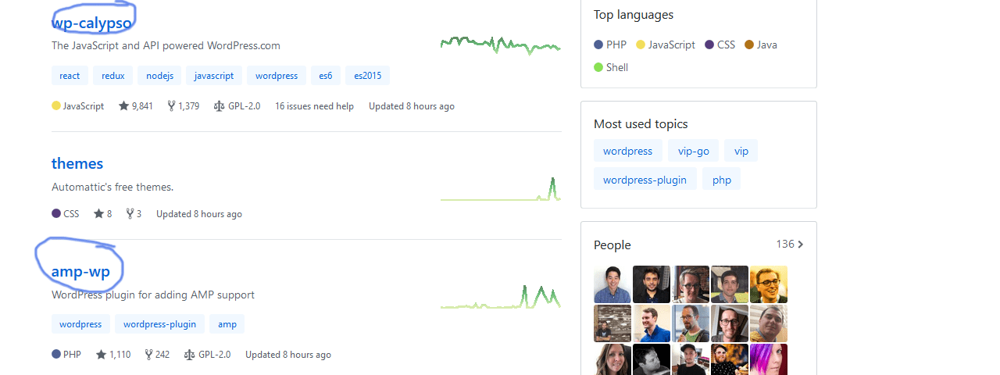 wp-calypso
The JavaScript and API powered WordPress.com
react redux nodejs javascript wordpress es6 es2015
JavaScript 9,841 1,379 GPL-2.0 16 issues need help Updated 8 hours ago
themes
Automattic's free themes.
CSS 8 3 Updated 8 hours ago
amp-wp
WordPress plugin for adding AMP support
wordpress wordpress-plugin amp
PHP 1,110 242 GPL-2.0 Updated 8 hours ago
Top languages
PHP JavaScript CSS Java
Shell
Most used topics
wordpress vip-go vip
wordpress-plugin php
People 136